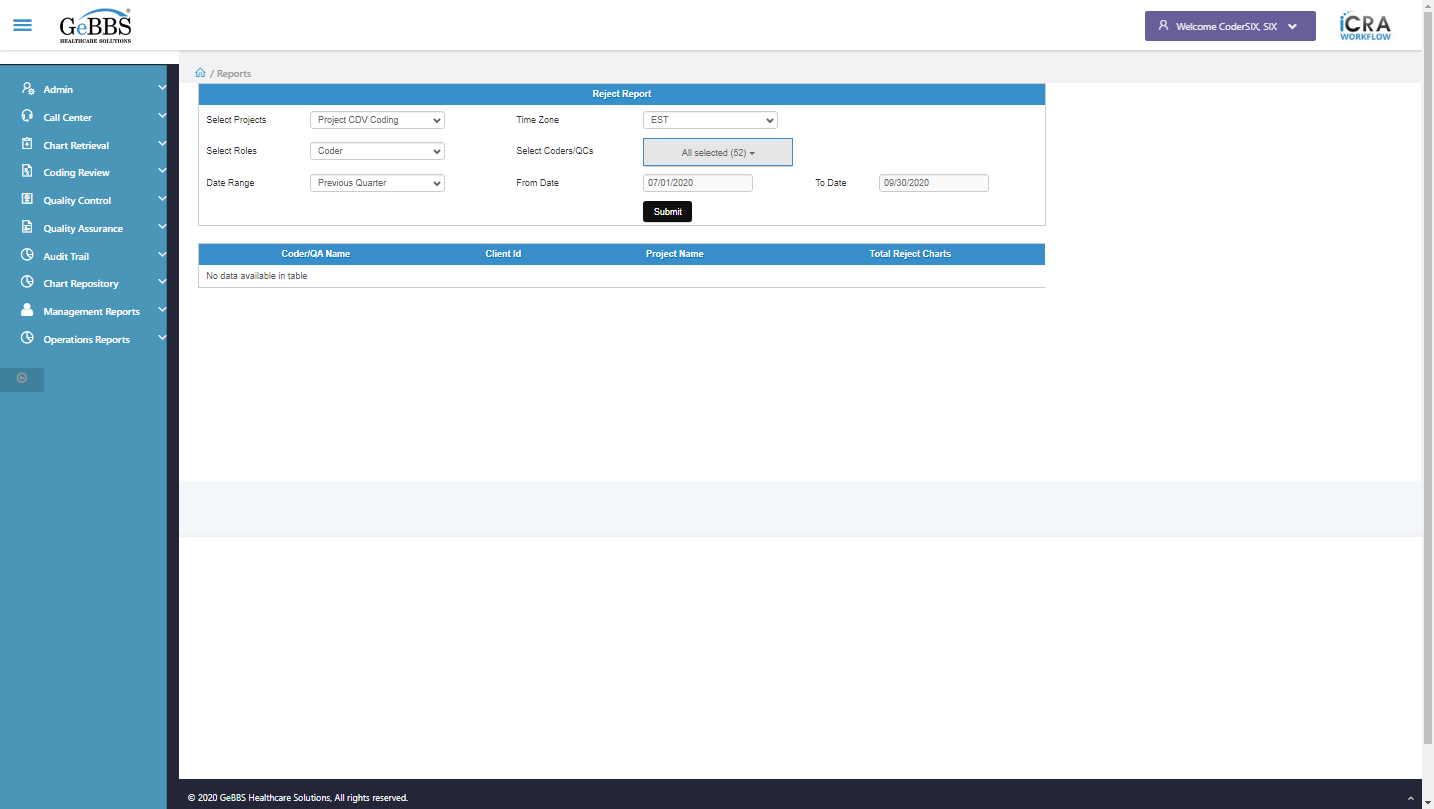 GeBBS®
HEALTHCARE SOLUTIONS
Welcome CoderSIX, SIX
iCRA
WORKFLOW
Admin
Call Center
Chart Retrieval
Coding Review
Quality Control
Quality Assurance
Audit Trail
Chart Repository
Management Reports
Operations Reports
/ Reports
Reject Report
Select Projects Project CDV Coding Time Zone EST
Select Roles Coder Select Coders/QCs All selected (52)
Date Range Previous Quarter From Date 07/01/2020 To Date 09/30/2020
Submit
Coder/QA Name Client Id Project Name Total Reject Charts
No data available in table
© 2020 GeBBS Healthcare Solutions, All rights reserved.